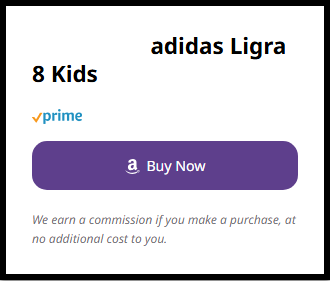 adidas Ligra
8 Kids
prime
Buy Now
We earn a commission if you make a purchase, at
no additional cost to you.